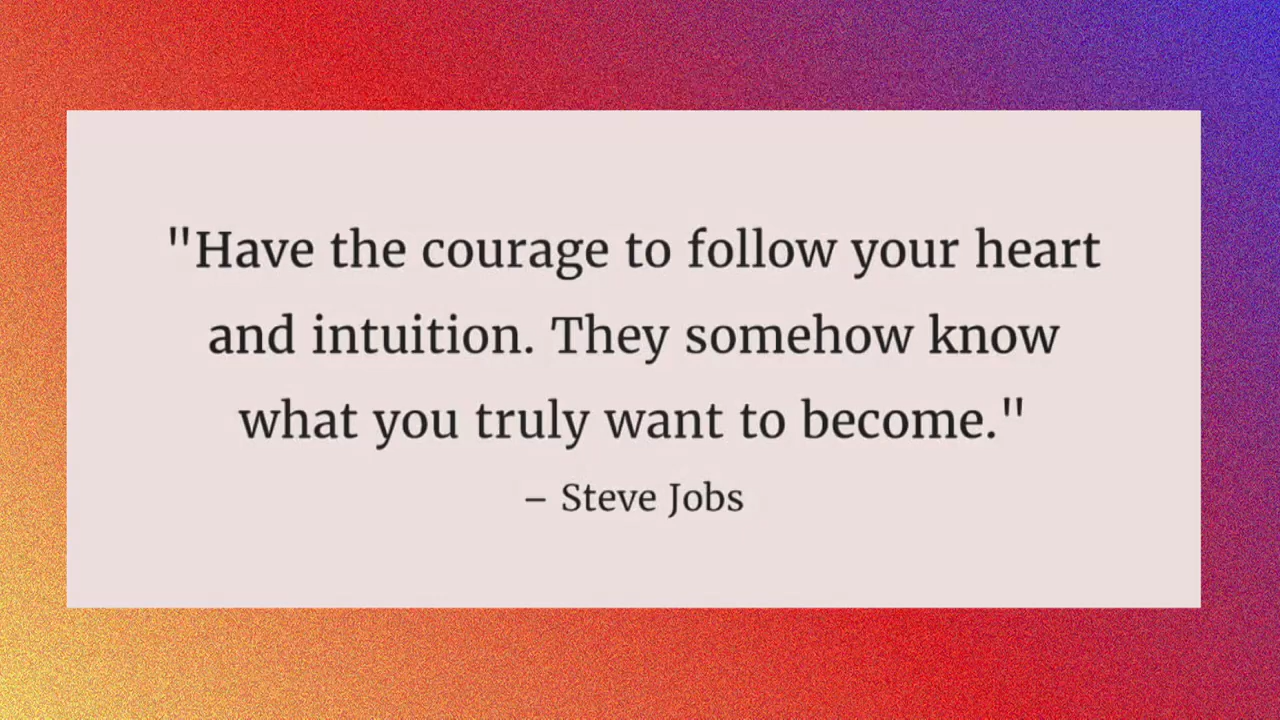 "Have the courage to follow your heart
and intuition. They somehow know
what you truly want to become."
– Steve Jobs